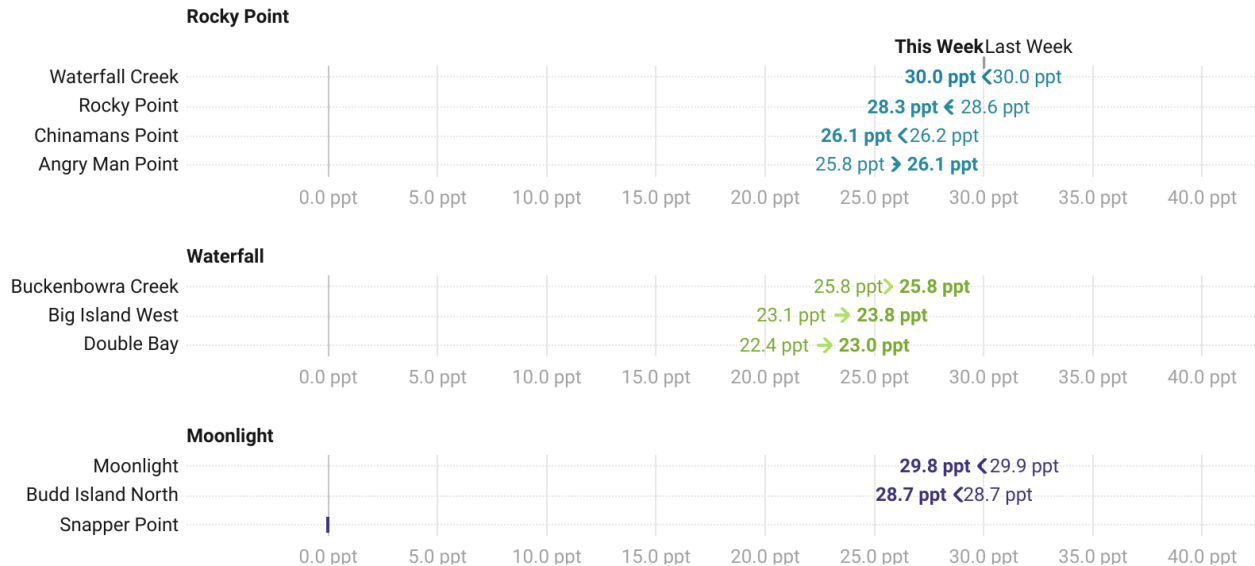 Rocky Point
This Week Last Week
Waterfall Creek 30.0 ppt 30.0 ppt
Rocky Point 28.3 ppt 28.6 ppt
Chinamans Point 26.1 ppt 26.2 ppt
Angry Man Point 25.8 ppt 26.1 ppt
0.0 ppt 5.0 ppt 10.0 ppt 15.0 ppt 20.0 ppt 25.0 ppt 30.0 ppt 35.0 ppt 40.0 ppt
Waterfall
Buckenbowra Creek 25.8 ppt 25.8 ppt
Big Island West 23.1 ppt 23.8 ppt
Double Bay 22.4 ppt 23.0 ppt
0.0 ppt 5.0 ppt 10.0 ppt 15.0 ppt 20.0 ppt 25.0 ppt 30.0 ppt 35.0 ppt 40.0 ppt
Moonlight
Moonlight 29.8 ppt 29.9 ppt
Budd Island North 28.7 ppt 28.7 ppt
Snapper Point
0.0 ppt 5.0 ppt 10.0 ppt 15.0 ppt 20.0 ppt 25.0 ppt 30.0 ppt 35.0 ppt 40.0 ppt